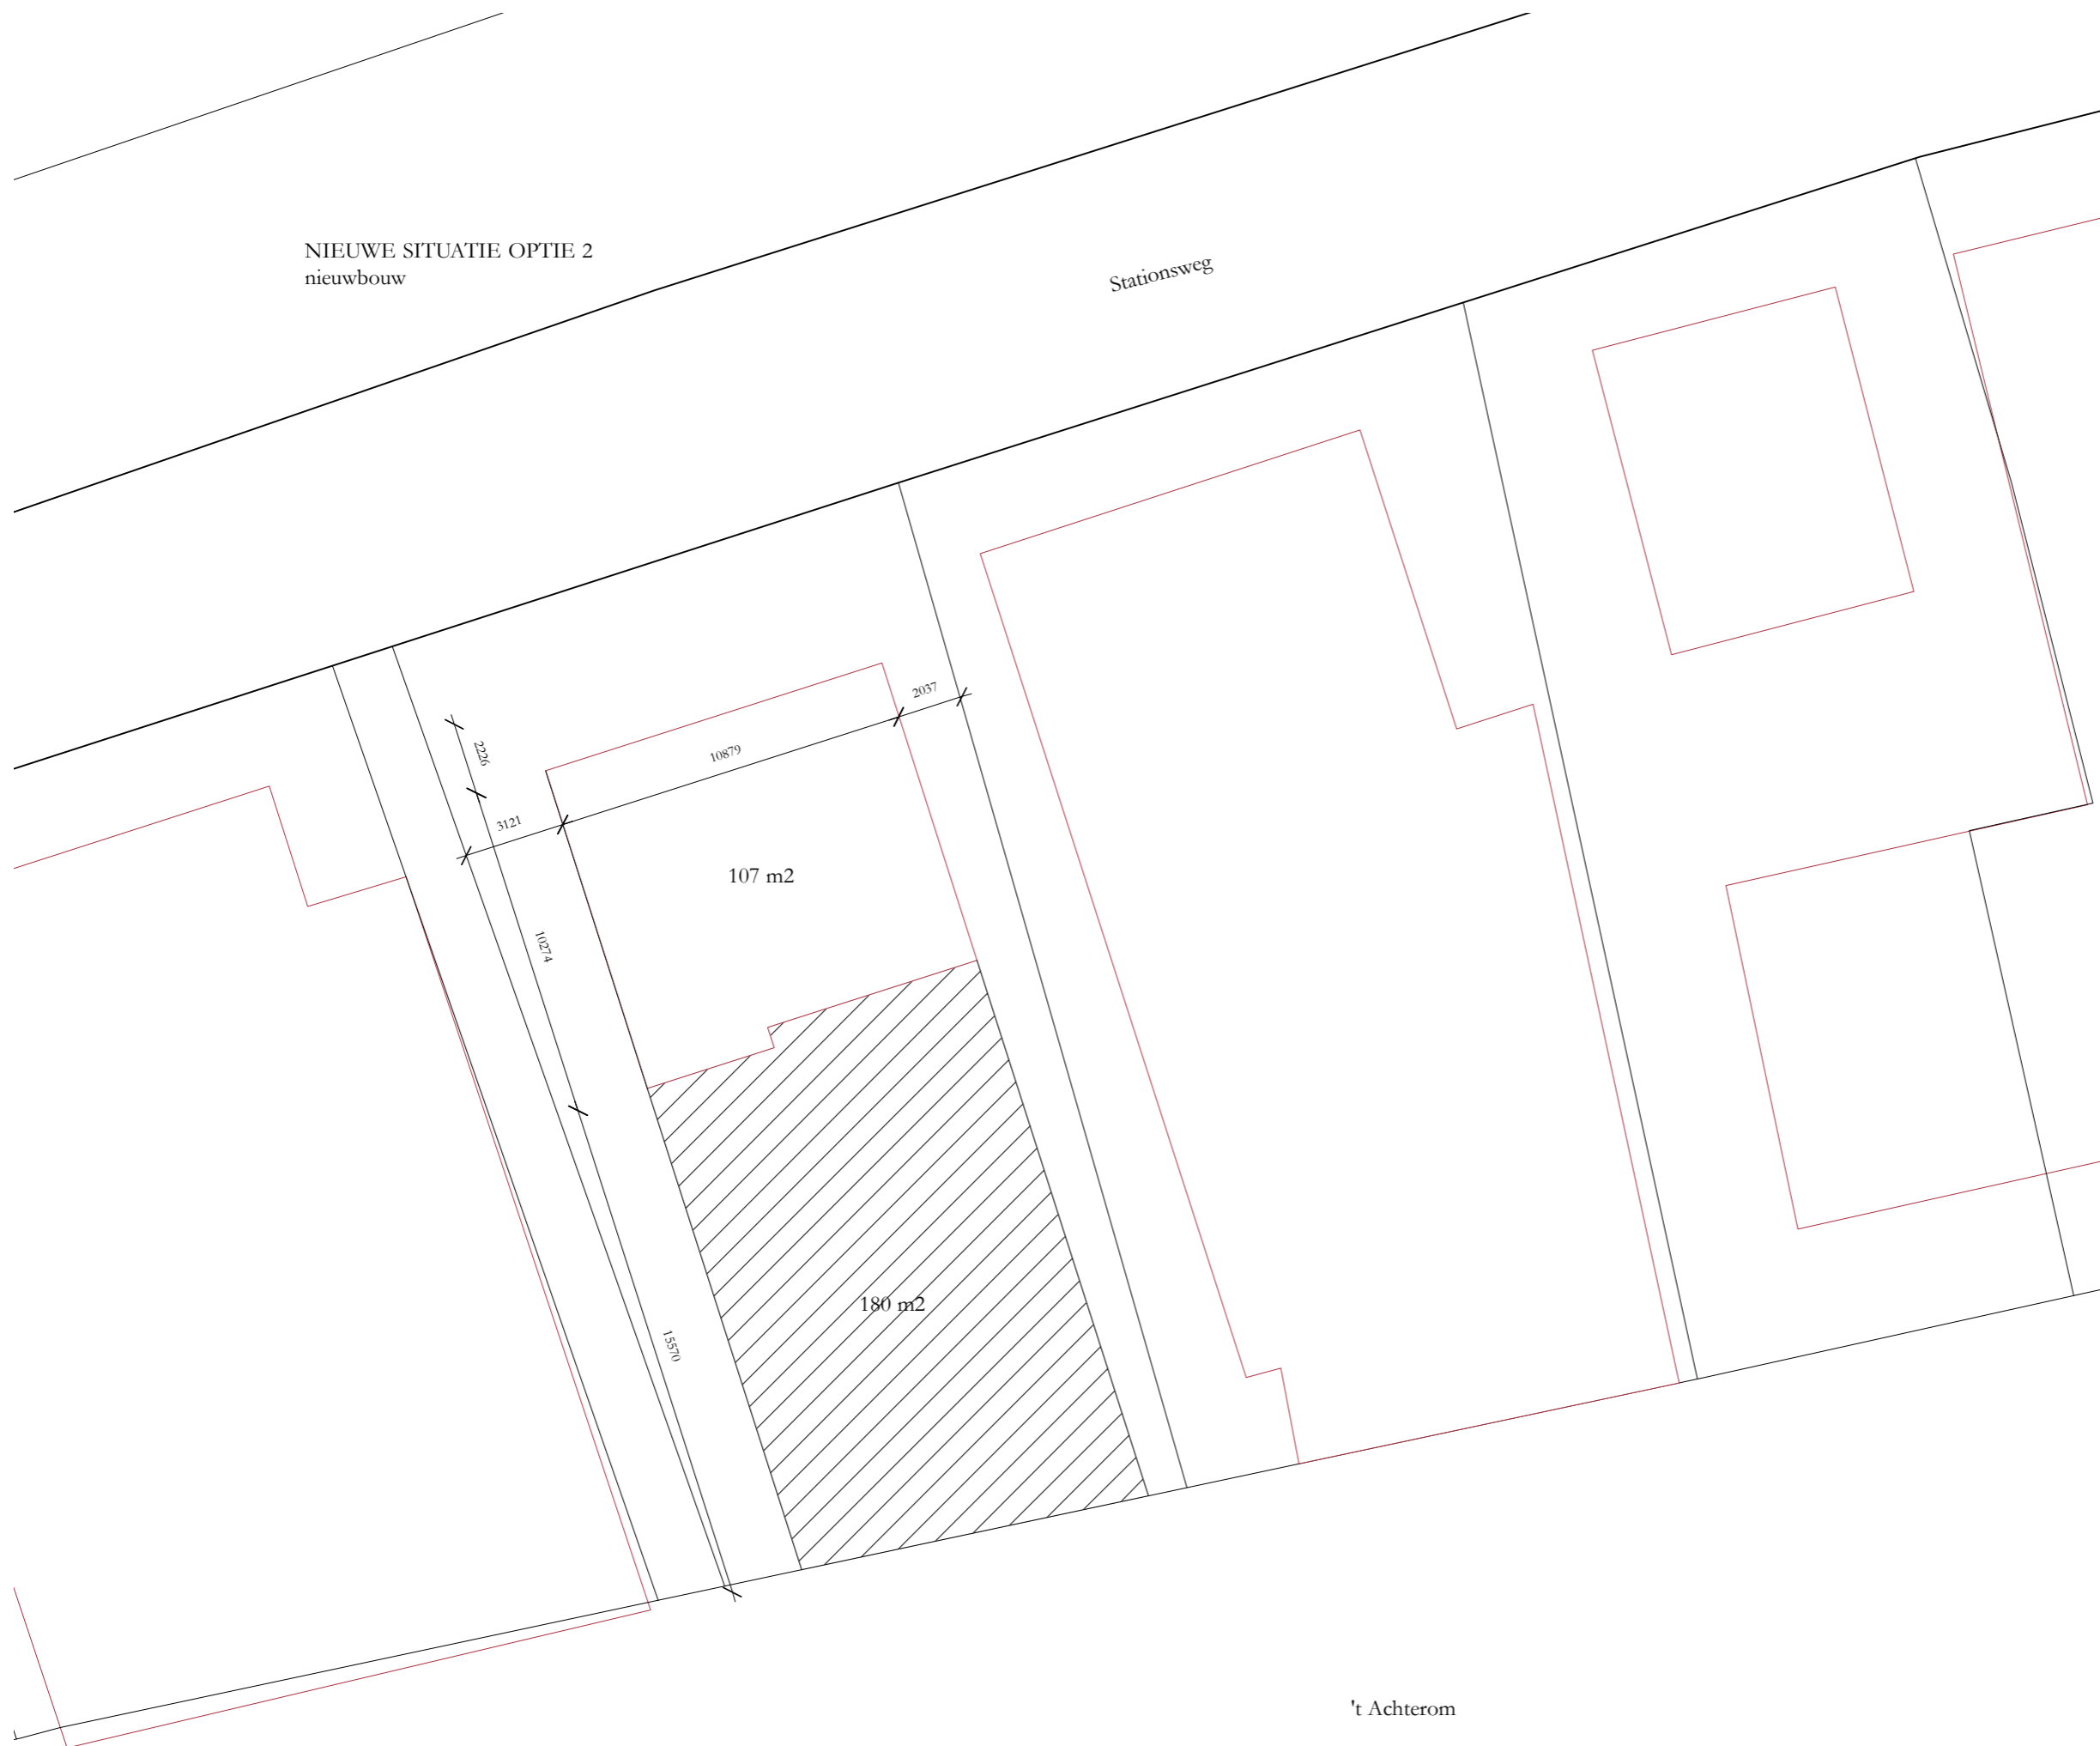 NIEUWE SITUATIE OPTIE 2
nieuwbouw
Stationsweg
2037
2226
10879
3121
107 m2
10274
180 m2
15570
't Achterom